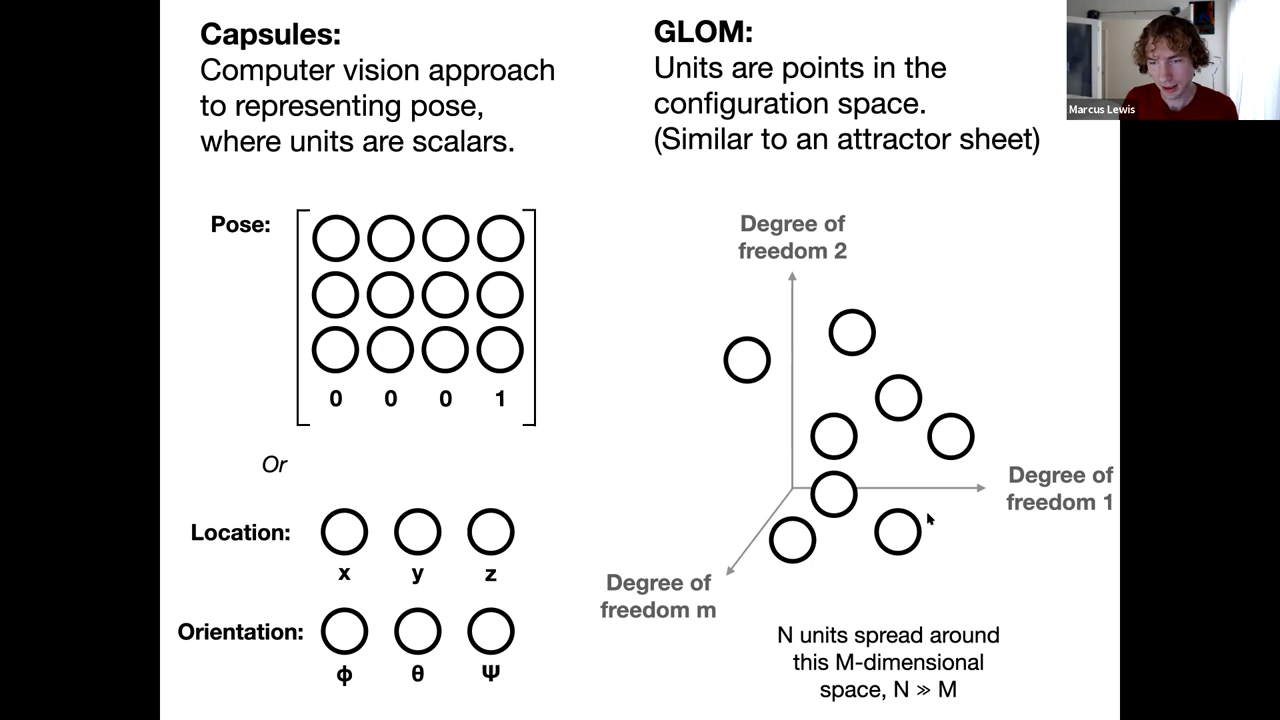 Capsules:
Computer vision approach
to representing pose,
where units are scalars.
Pose:
0 0 0 1
Or
Location:
x y z
Orientation:
ϕ θ Ψ
GLOM:
Units are points in the
configuration space.
(Similar to an attractor sheet)
Degree of
freedom 2
Degree of
freedom 1
Degree of
freedom m
N units spread around
this M-dimensional
space, N ≫ M
Marcus Lewis